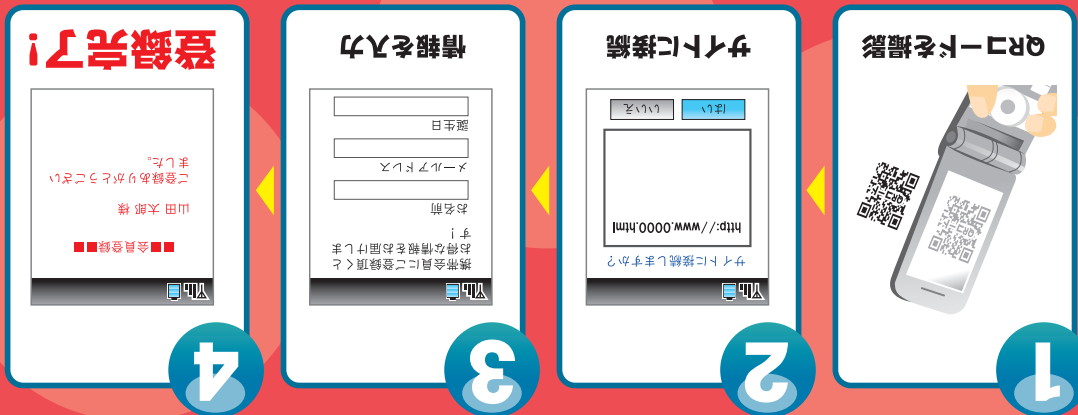 1
QRコードを撮影
2
サイトに接続しますか？
http://www.0000.html
はい いいえ
サイトに接続
3
携帯会員にご登録頂くと
お得な情報をお届けしま
す！
お名前
メールアドレス
誕生日
情報を入力
4
■■会員登録■■
山田 太郎 様
ご登録ありがとうござい
ました。
登録完了！